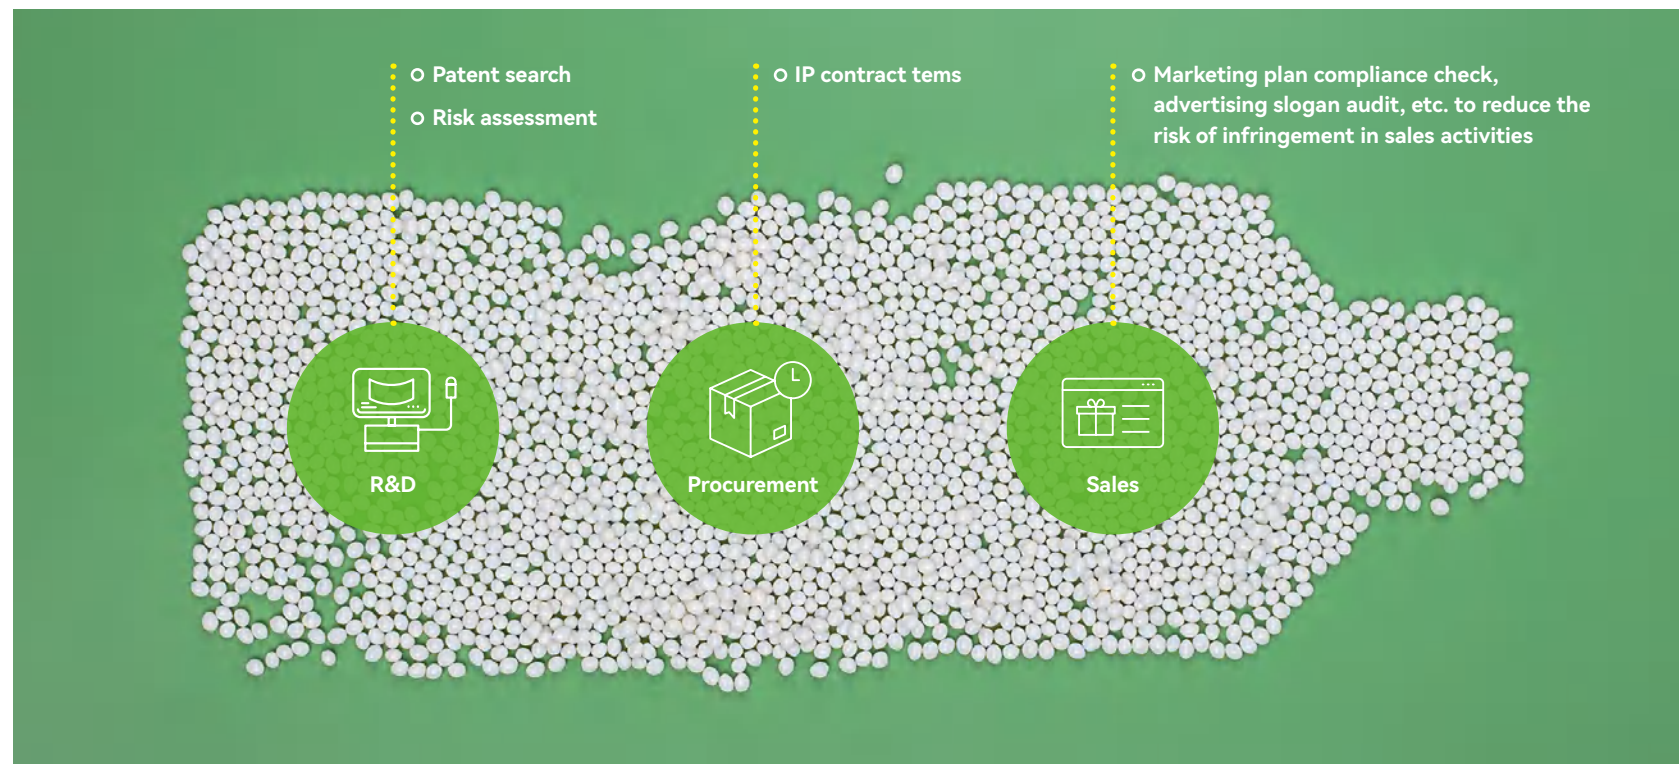 Patent search
Risk assessment
IP contract tems
Marketing plan compliance check,
advertising slogan audit, etc. to reduce the
risk of infringement in sales activities
R&D
Procurement
Sales